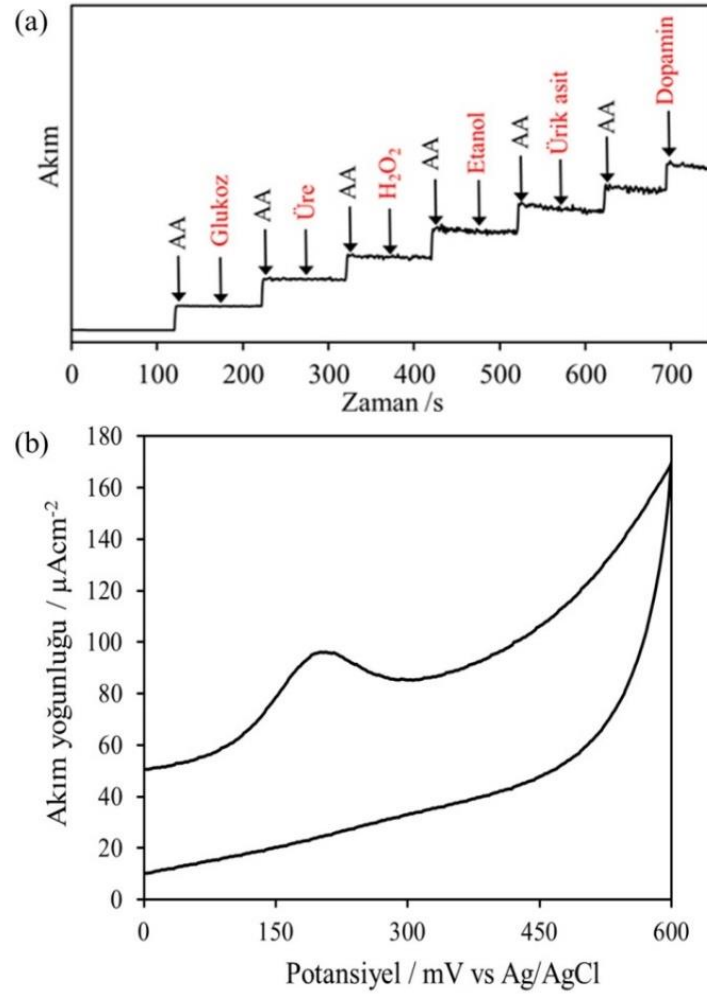 (a)
Akım
AA
Glukoz
AA
Üre
AA
H₂O₂
AA
Etanol
AA
Ürik asit
AA
Dopamin
0 100 200 300 400 500 600 700
Zaman /s
(b)
Akım yoğunluğu / µAcm⁻²
180
160
140
120
100
80
60
40
20
0
0 150 300 450 600
Potansiyel / mV vs Ag/AgCl